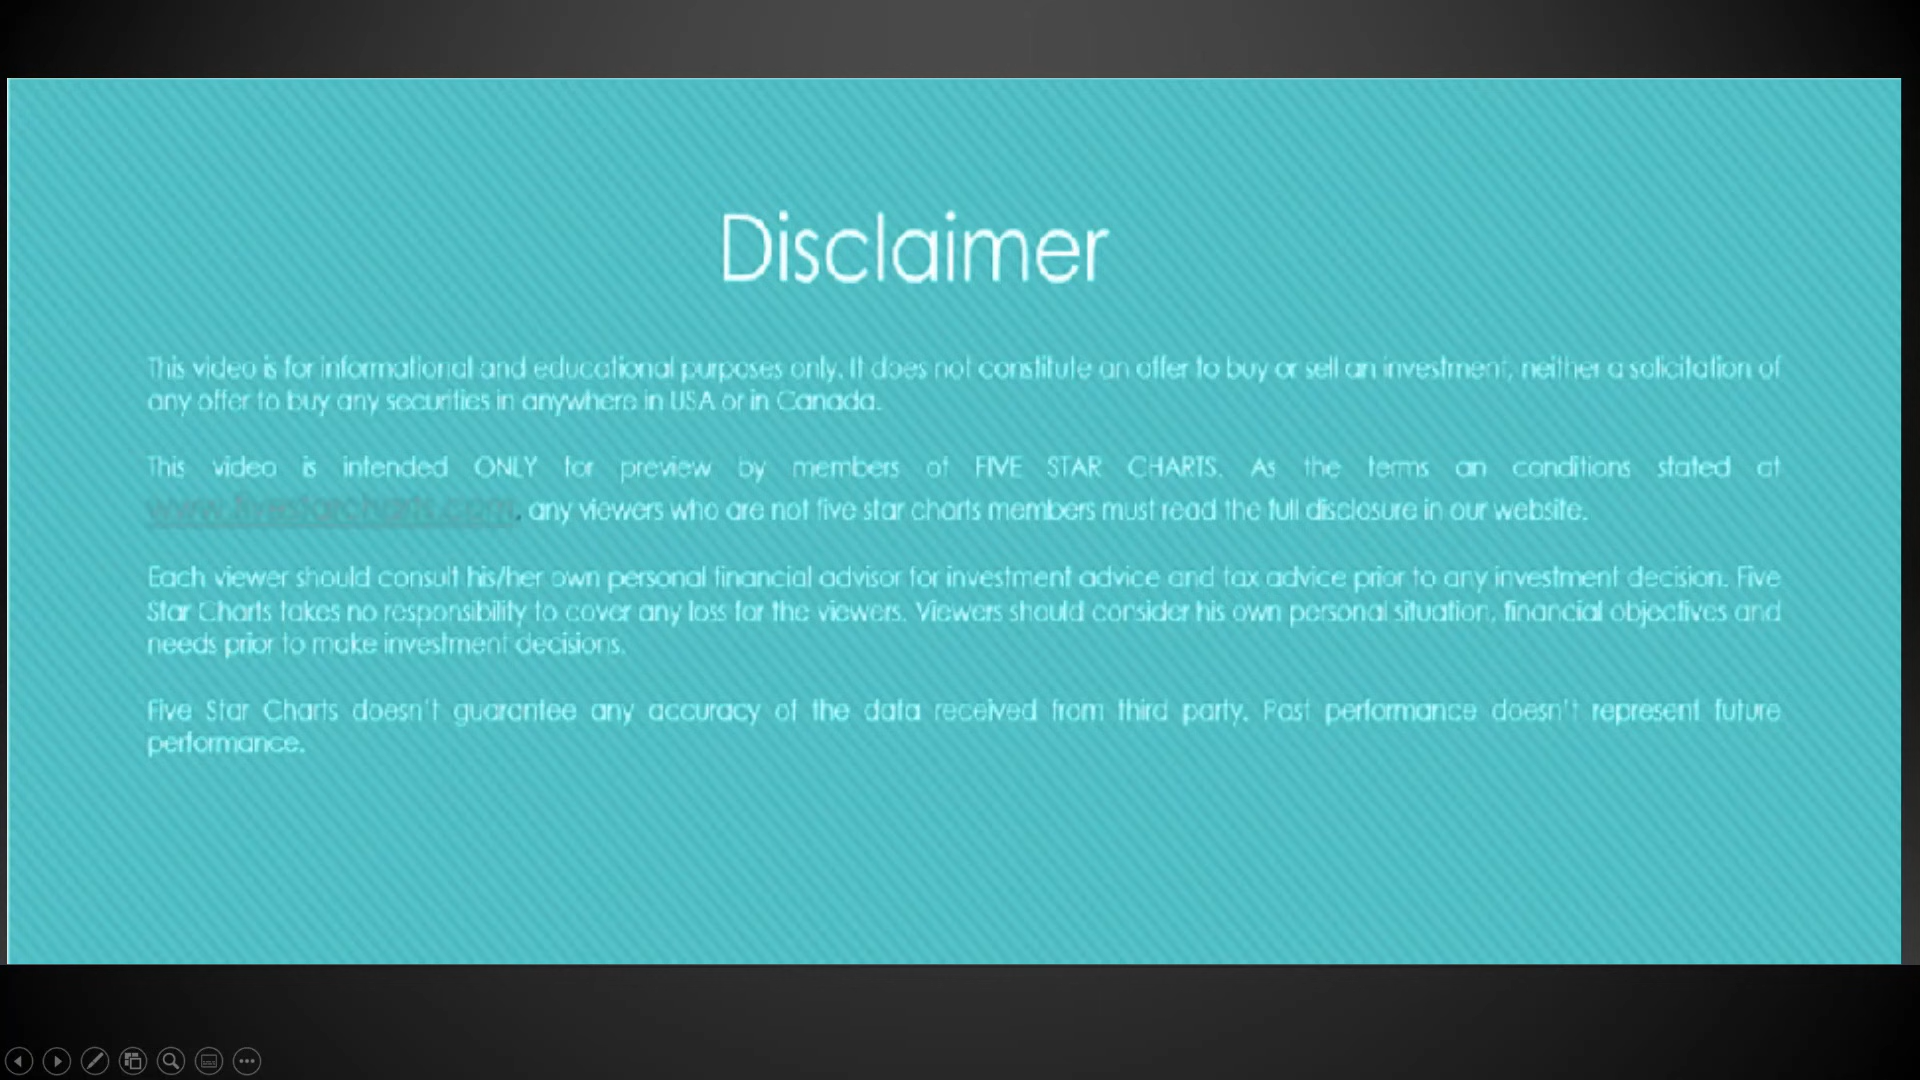 Disclaimer
This video is for informational and educational purposes only. It does not constitute an offer to buy or sell an investment, neither a solicitation of
any offer to buy any securities in anywhere in USA or in Canada.
This video is intended ONLY for preview by members of FIVE STAR CHARTS. As the terms an conditions stated at
www.fivestarcharts.com, any viewers who are not five star charts members must read the full disclosure in our website.
Each viewer should consult his/her own personal financial advisor for investment advice and tax advice prior to any investment decision. Five
Star Charts takes no responsibility to cover any loss for the viewers. Viewers should consider his own personal situation, financial objectives and
needs prior to make investment decisions.
Five Star Charts doesn't guarantee any accuracy of the data received from third party. Past performance doesn't represent future
performance.